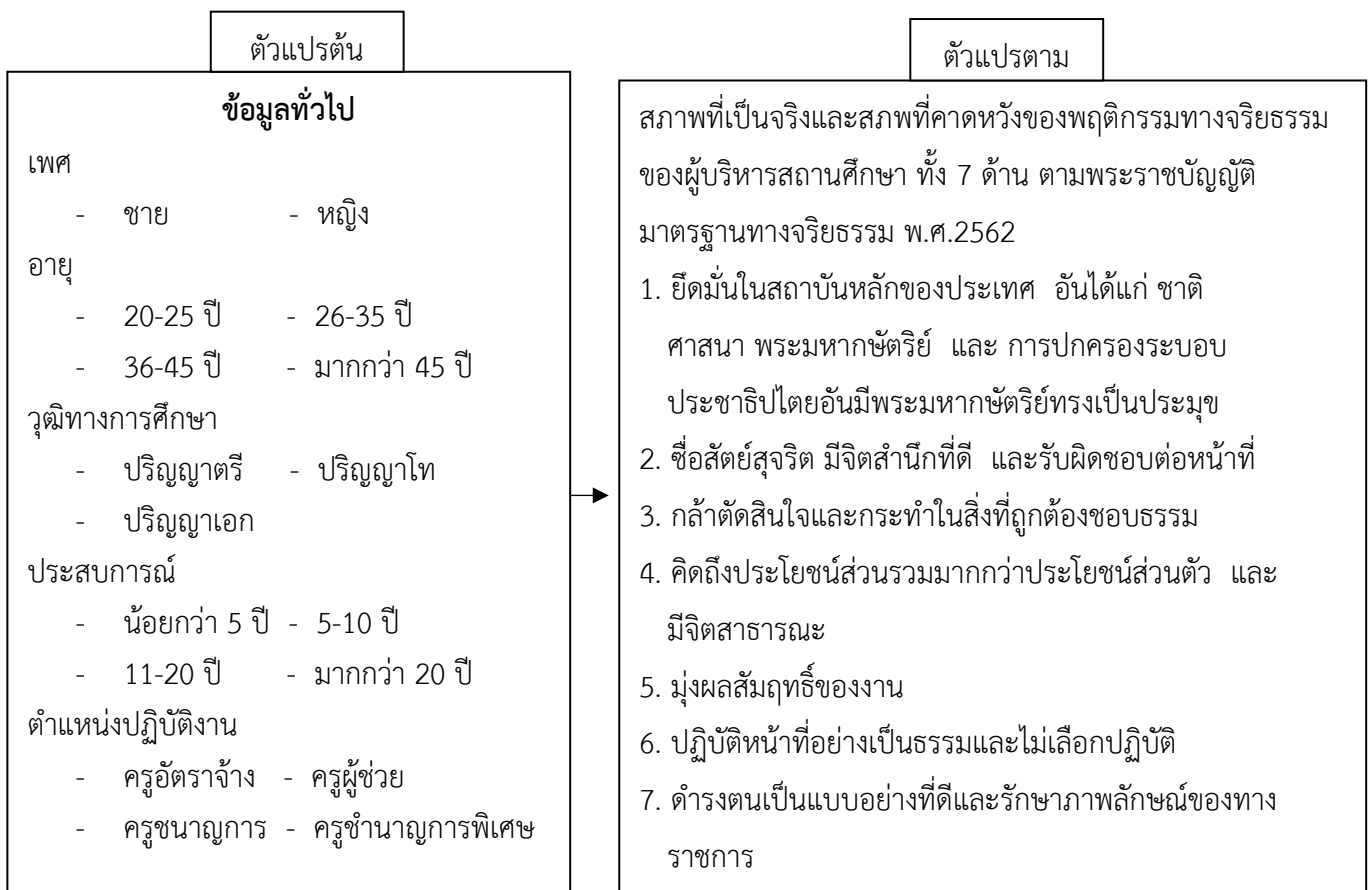 ตัวแปรต้น
ข้อมูลทั่วไป
เพศ
- ชาย - หญิง
อายุ
- 20-25 ปี - 26-35 ปี
- 36-45 ปี - มากกว่า 45 ปี
วุฒิทางการศึกษา
- ปริญญาตรี - ปริญญาโท
- ปริญญาเอก
ประสบการณ์
- น้อยกว่า 5 ปี - 5-10 ปี
- 11-20 ปี - มากกว่า 20 ปี
ตำแหน่งปฏิบัติงาน
- ครูอัตราจ้าง - ครูผู้ช่วย
- ครูชนาญการ - ครูชำนาญการพิเศษ
ตัวแปรตาม
สภาพที่เป็นจริงและสภพที่คาดหวังของพฤติกรรมทางจริยธรรม
ของผู้บริหารสถานศึกษา ทั้ง 7 ด้าน ตามพระราชบัญญัติ
มาตรฐานทางจริยธรรม พ.ศ.2562
1. ยึดมั่นในสถาบันหลักของประเทศ อันได้แก่ ชาติ
ศาสนา พระมหากษัตริย์ และ การปกครองระบอบ
ประชาธิปไตยอันมีพระมหากษัตริย์ทรงเป็นประมุข
2. ซื่อสัตย์สุจริต มีจิตสำนึกที่ดี และรับผิดชอบต่อหน้าที่
3. กล้าตัดสินใจและกระทำในสิ่งที่ถูกต้องชอบธรรม
4. คิดถึงประโยชน์ส่วนรวมมากกว่าประโยชน์ส่วนตัว และ
มีจิตสาธารณะ
5. มุ่งผลสัมฤทธิ์ของงาน
6. ปฏิบัติหน้าที่อย่างเป็นธรรมและไม่เลือกปฏิบัติ
7. ดำรงตนเป็นแบบอย่างที่ดีและรักษาภาพลักษณ์ของทาง
ราชการ